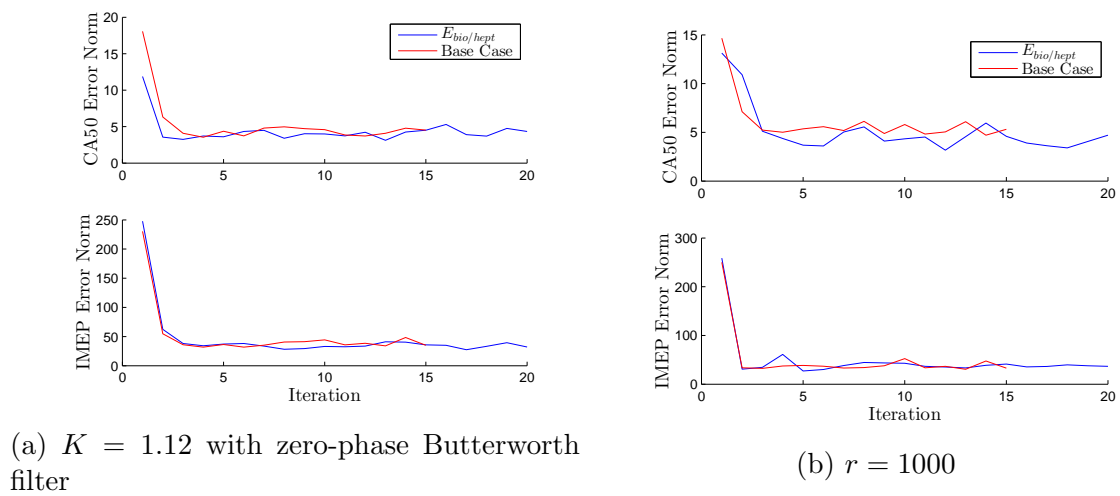 20
15
10
5
0
CA50 Error Norm
E_{bio/hept}
Base Case
0 5 10 15 20
250
200
150
100
50
0
IMEP Error Norm
0 5 10 15 20
Iteration
(a) K = 1.12 with zero-phase Butterworth
filter
15
10
5
0
CA50 Error Norm
E_{bio/hept}
Base Case
0 5 10 15 20
300
200
100
0
IMEP Error Norm
0 5 10 15 20
Iteration
(b) r = 1000